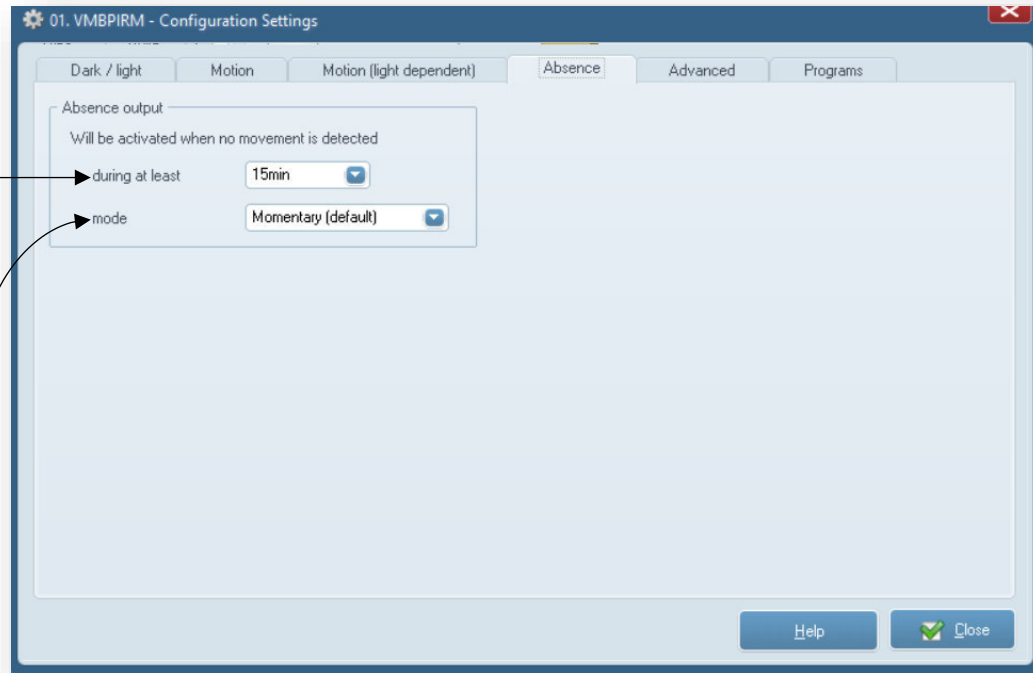 01. VMBPIRM - Configuration Settings
Dark / light Motion Motion (light dependent) Absence Advanced Programs
Absence output
Will be activated when no movement is detected
during at least 15min
mode Momentary (default)
Help Close